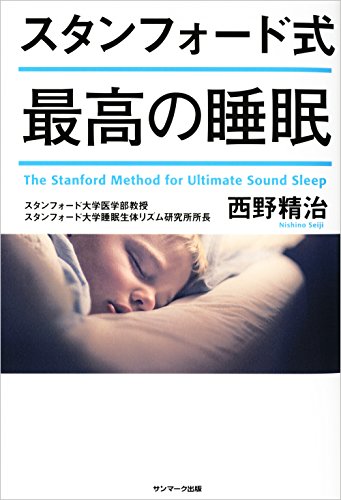 スタンフォード式
最高の睡眠
The Stanford Method for Ultimate Sound Sleep
スタンフォード大学医学部教授
スタンフォード大学睡眠生体リズム研究所所長
西野精治
Nishino Seiji
サンマーク出版